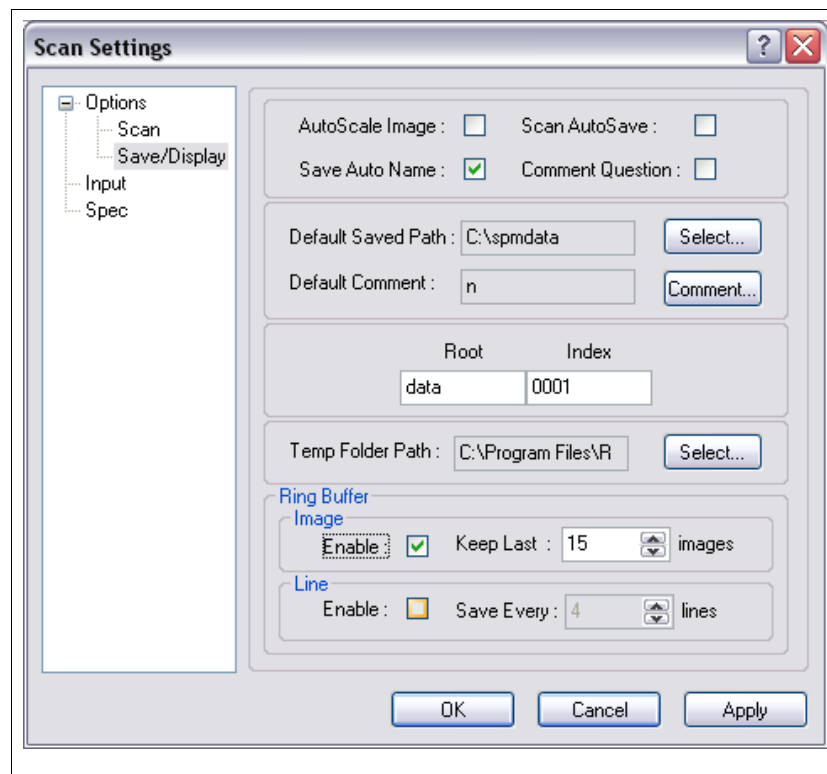 Scan Settings
Options
Scan
Save/Display
Input
Spec
AutoScale Image :
Scan AutoSave :
Save Auto Name :
Comment Question :
Default Saved Path : C:\spmdata Select...
Default Comment : n Comment...
Root Index
data 0001
Temp Folder Path : C:\Program Files\R Select...
Ring Buffer
Image
Enable : Keep Last : 15 images
Line
Enable : Save Every : 4 lines
OK Cancel Apply